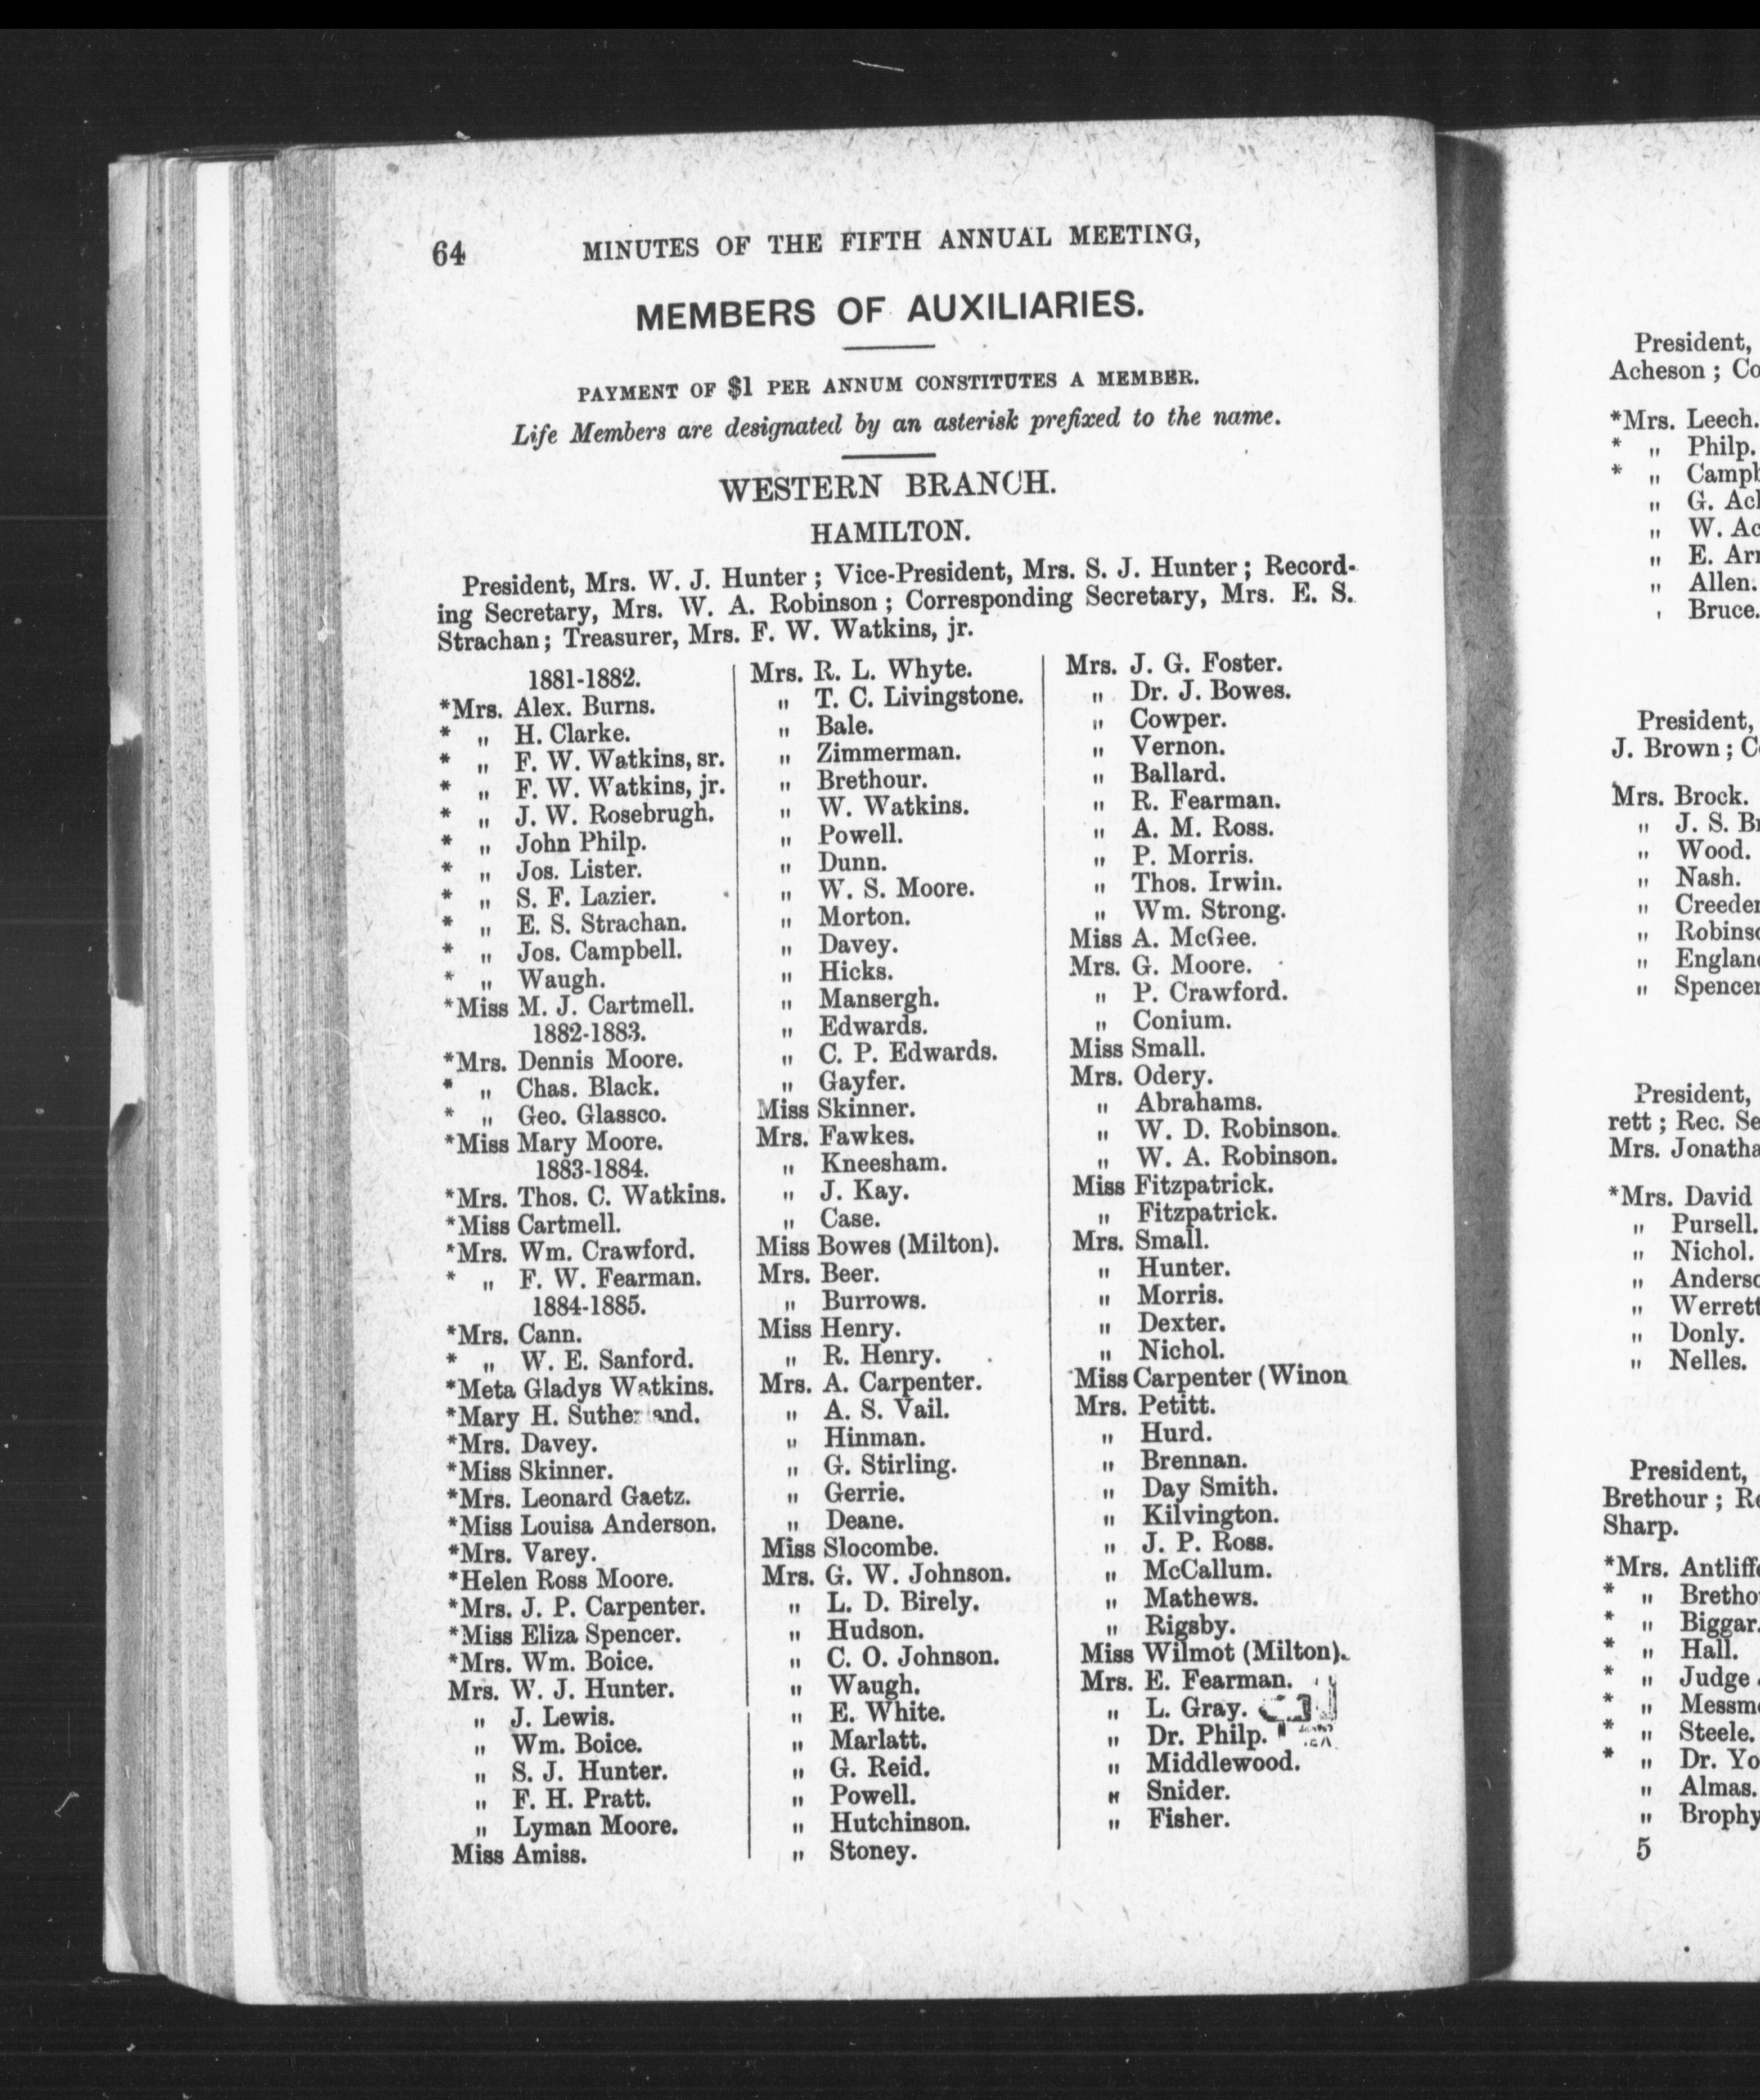 64 MINUTES OF THE FIFTH ANNUAL MEETING,
MEMBERS OF AUXILIARIES.
PAYMENT OF $1 PER ANNUM CONSTITUTES A MEMBER.
Life Members are designated by an asterisk prefixed to the name.
WESTERN BRANCH.
HAMILTON.
President, Mrs. W. J. Hunter; Vice-President, Mrs. S. J. Hunter; Record-
ing Secretary, Mrs. W. A. Robinson; Corresponding Secretary, Mrs. E. S.
Strachan; Treasurer, Mrs. F. W. Watkins, jr.
1881-1882.
*Mrs. Alex. Burns.
* „ H. Clarke.
* „ F. W. Watkins, sr.
* „ F. W. Watkins, jr.
* „ J. W. Rosebrugh.
* „ John Philp.
* „ Jos. Lister.
* „ S. F. Lazier.
* „ E. S. Strachan.
* „ Jos. Campbell.
* „ Waugh.
*Miss M. J. Cartmell.
1882-1883.
*Mrs. Dennis Moore.
* „ Chas. Black.
* „ Geo. Glassco.
*Miss Mary Moore.
1883-1884.
*Mrs. Thos. C. Watkins.
*Miss Cartmell.
*Mrs. Wm. Crawford.
* „ F. W. Fearman.
1884-1885.
*Mrs. Cann.
* „ W. E. Sanford.
*Meta Gladys Watkins.
*Mary H. Sutherland.
*Mrs. Davey.
*Miss Skinner.
*Mrs. Leonard Gaetz.
*Miss Louisa Anderson.
*Mrs. Varey.
*Helen Ross Moore.
*Mrs. J. P. Carpenter.
*Miss Eliza Spencer.
*Mrs. Wm. Boice.
Mrs. W. J. Hunter.
„ J. Lewis.
„ Wm. Boice.
„ S. J. Hunter.
„ F. H. Pratt.
„ Lyman Moore.
Miss Amiss.
Mrs. R. L. Whyte.
„ T. C. Livingstone.
„ Bale.
„ Zimmerman.
„ Brethour.
„ W. Watkins.
„ Powell.
„ Dunn.
„ W. S. Moore.
„ Morton.
„ Davey.
„ Hicks.
„ Mansergh.
„ Edwards.
„ C. P. Edwards.
„ Gayfer.
Miss Skinner.
Mrs. Fawkes.
„ Kneesham.
„ J. Kay.
„ Case.
Miss Bowes (Milton).
Mrs. Beer.
„ Burrows.
Miss Henry.
„ R. Henry.
Mrs. A. Carpenter.
„ A. S. Vail.
„ Hinman.
„ G. Stirling.
„ Gerrie.
„ Deane.
Miss Slocombe.
Mrs. G. W. Johnson.
„ L. D. Birely.
„ Hudson.
„ C. O. Johnson.
„ Waugh.
„ E. White.
„ Marlatt.
„ G. Reid.
„ Powell.
„ Hutchinson.
„ Stoney.
Mrs. J. G. Foster.
„ Dr. J. Bowes.
„ Cowper.
„ Vernon.
„ Ballard.
„ R. Fearman.
„ A. M. Ross.
„ P. Morris.
„ Thos. Irwin.
„ Wm. Strong.
Miss A. McGee.
Mrs. G. Moore.
„ P. Crawford.
„ Conium.
Miss Small.
Mrs. Odery.
„ Abrahams.
„ W. D. Robinson.
„ W. A. Robinson.
Miss Fitzpatrick.
„ Fitzpatrick.
Mrs. Small.
„ Hunter.
„ Morris.
„ Dexter.
„ Nichol.
Miss Carpenter (Winon
Mrs. Petitt.
„ Hurd.
„ Brennan.
„ Day Smith.
„ Kilvington.
„ J. P. Ross.
„ McCallum.
„ Mathews.
„ Rigsby.
Miss Wilmot (Milton).
Mrs. E. Fearman.
„ L. Gray.
„ Dr. Philp.
„ Middlewood.
„ Snider.
„ Fisher.
President,
Acheson; Co
*Mrs. Leech.
* „ Philp.
* „ Campb
„ G. Ac
„ W. Ac
„ E. Arr
„ Allen.
Bruce.
President,
J. Brown; C
Mrs. Brock.
„ J. S. Br
„ Wood.
„ Nash.
„ Creeden
„ Robinso
„ England
„ Spencer
President,
rett; Rec. Se
Mrs. Jonatha
*Mrs. David
„ Pursell.
„ Nichol.
„ Anderso
„ Werrett
„ Donly.
„ Nelles.
President,
Brethour; Re
Sharp.
*Mrs. Antliffe
* „ Bretho
* „ Biggar.
* „ Hall.
* „ Judge
* „ Messmo
* „ Steele.
* „ Dr. Yo
„ Almas.
„ Brophy
5